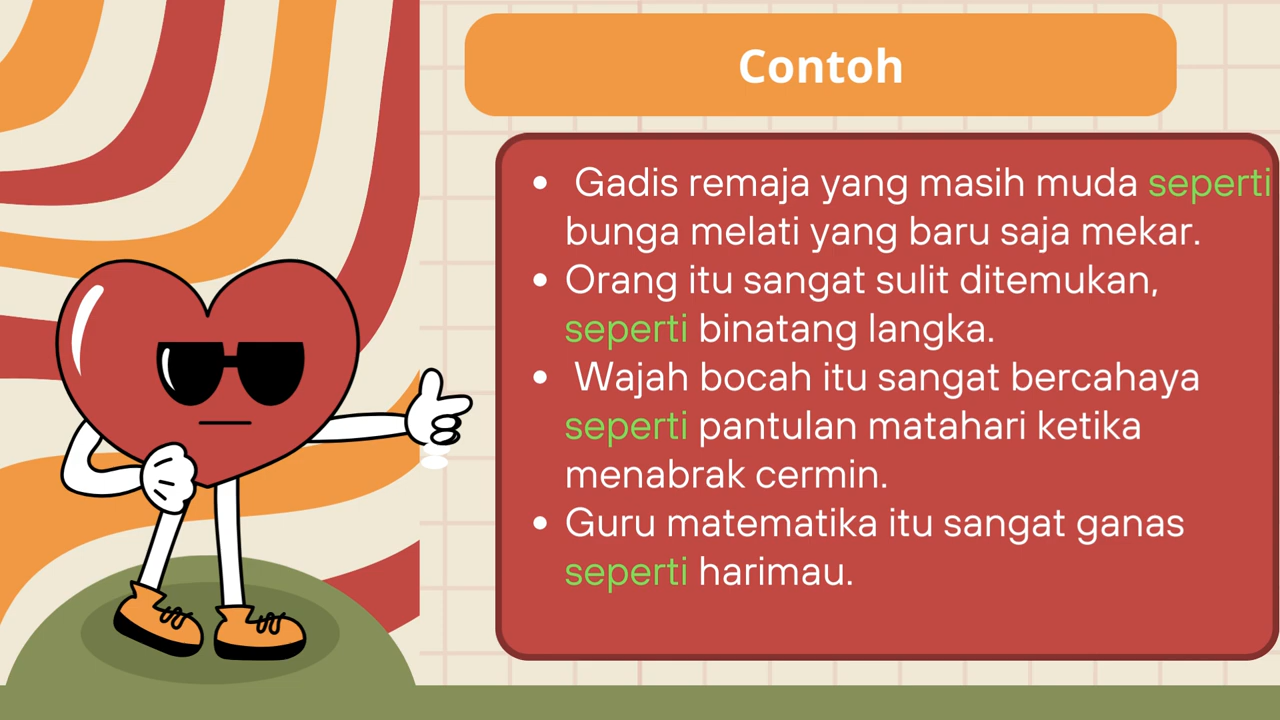 Contoh
• Gadis remaja yang masih muda seperti
bunga melati yang baru saja mekar.
• Orang itu sangat sulit ditemukan,
seperti binatang langka.
• Wajah bocah itu sangat bercahaya
seperti pantulan matahari ketika
menabrak cermin.
• Guru matematika itu sangat ganas
seperti harimau.